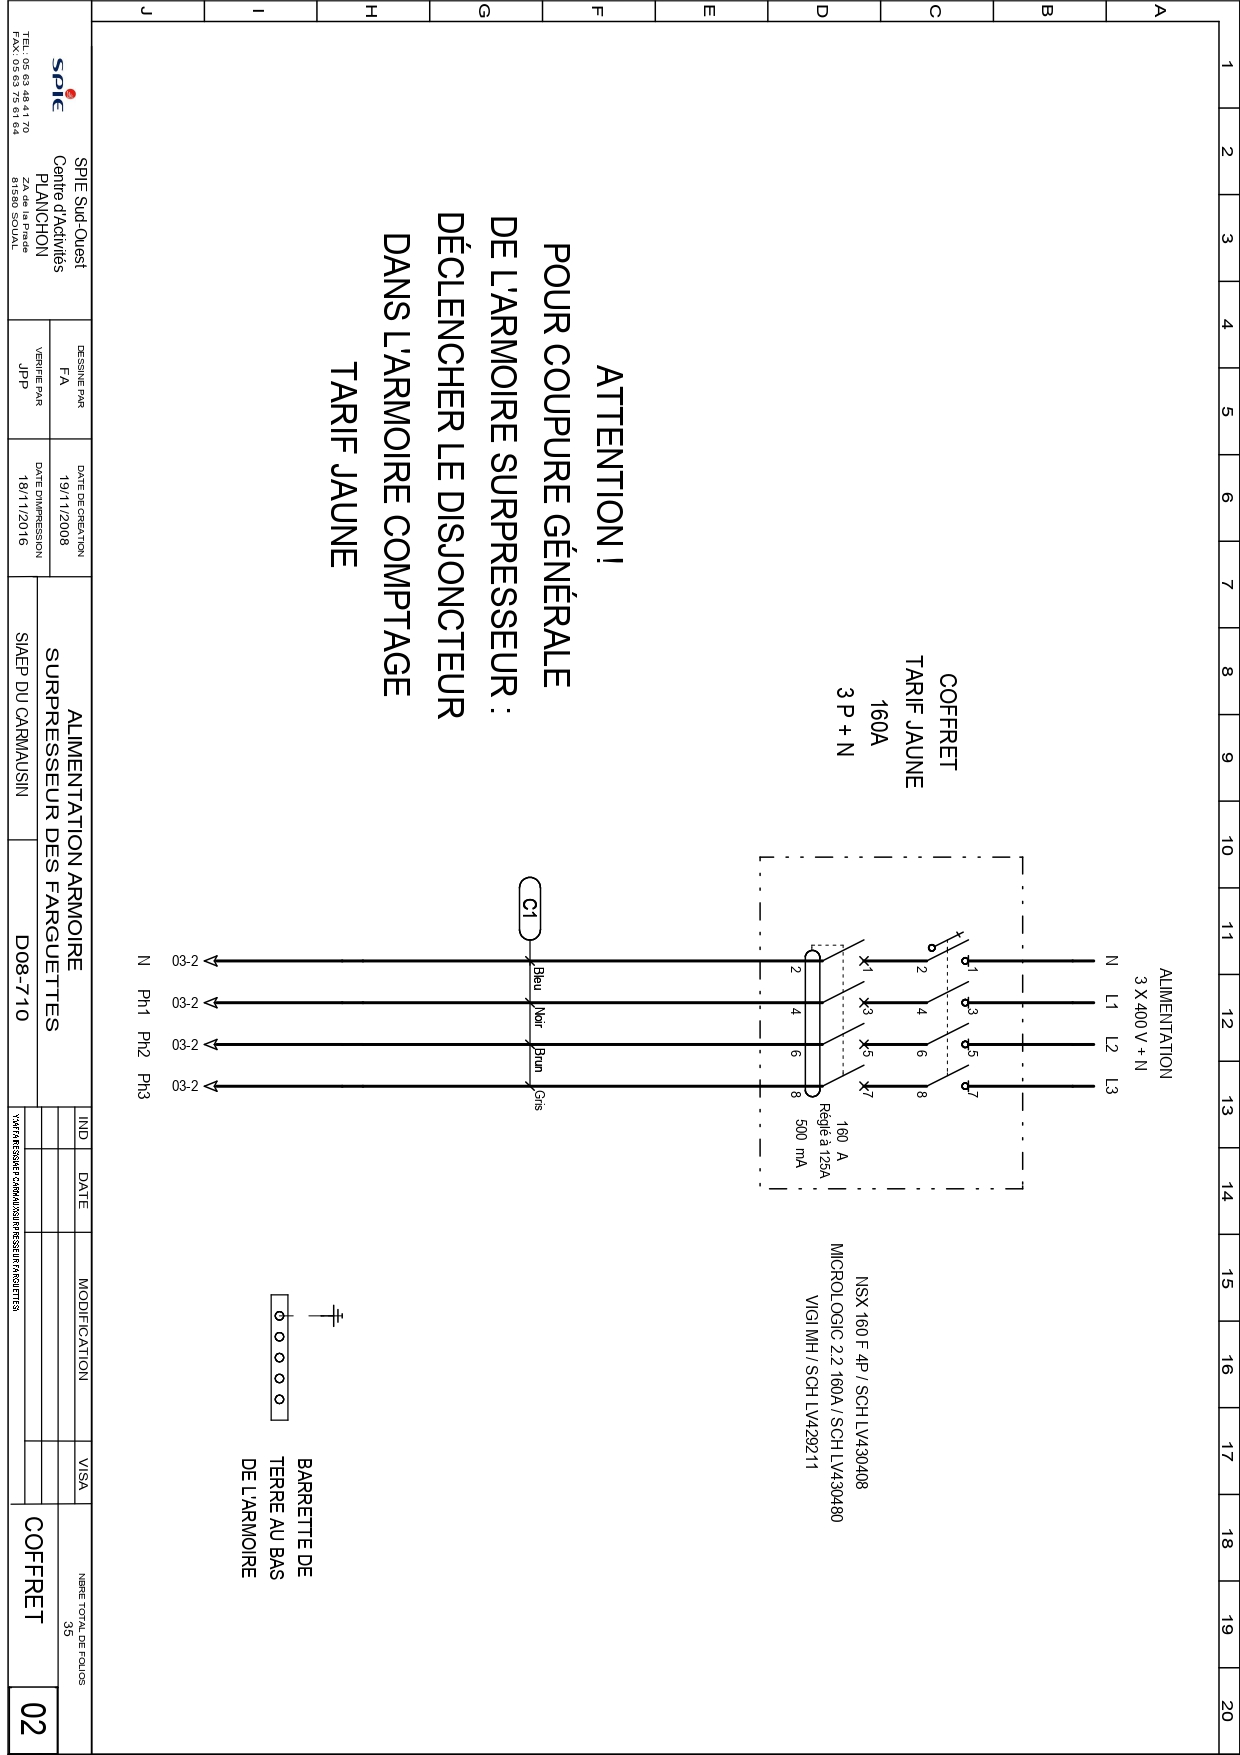 1
2
3
4
5
6
7
8
9
10
11
12
13
14
15
16
17
18
19
20
A
B
C
D
E
F
G
H
I
J
ALIMENTATION
3 X 400 V + N
N
L1
L2
L3
COFFRET
TARIF JAUNE
160A
3 P + N
1
3
5
7
2
4
6
8
1
3
5
7
2
4
6
8
160 A
Réglé à 125A
500 mA
NSX 160 F 4P / SCH LV430408
MICROLOGIC 2.2 160A / SCH LV430480
VIGI MH / SCH LV429211
ATTENTION !
POUR COUPURE GÉNÉRALE
DE L'ARMOIRE SURPRESSEUR :
DÉCLENCHER LE DISJONCTEUR
DANS L'ARMOIRE COMPTAGE
TARIF JAUNE
C1
Bleu
Noir
Brun
Gris
03-2
03-2
03-2
03-2
N
Ph1
Ph2
Ph3
BARRETTE DE
TERRE AU BAS
DE L'ARMOIRE
SPIE
TEL: 05 63 48 41 70
FAX: 05 63 75 61 64
SPIE Sud-Ouest
Centre d'Activités
PLANCHON
ZA de la Prade
81580 SOUAL
DESSINE PAR
FA
VERIFIE PAR
JPP
DATE DE CREATION
19/11/2008
DATE D'IMPRESSION
18/11/2016
ALIMENTATION ARMOIRE
SURPRESSEUR DES FARGUETTES
SIAEP DU CARMAUSIN
D08-710
IND
DATE
MODIFICATION
VISA
NBRE TOTAL DE FOLIOS
35
COFFRET
02